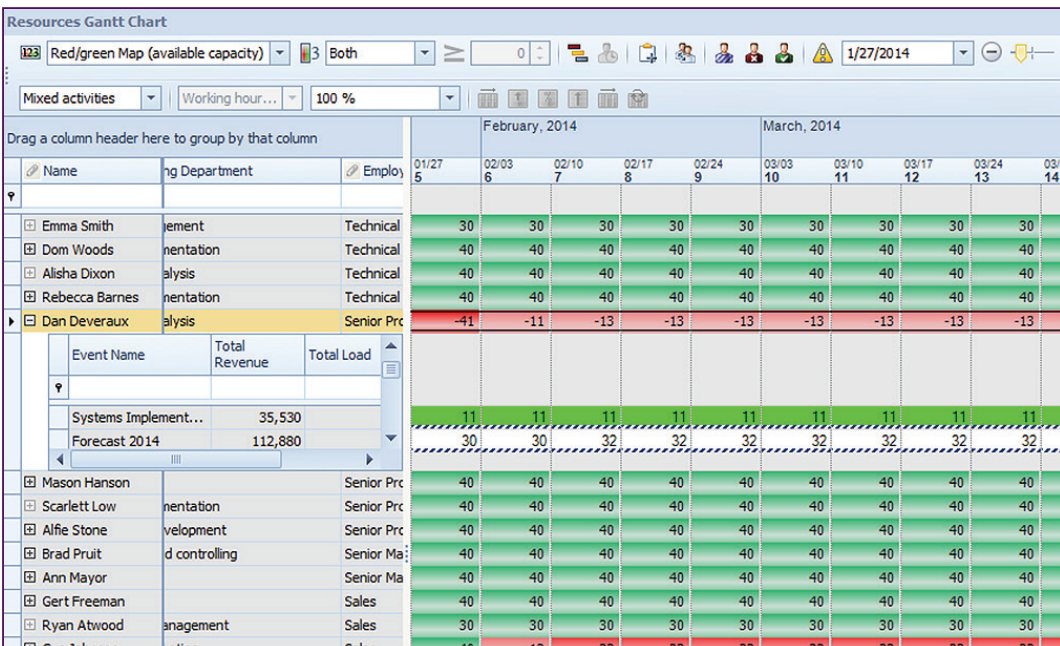 Resources Gantt Chart
123 Red/green Map (available capacity) 3 Both ≥ 0 1/27/2014
Mixed activities Working hour... 100 %
Drag a column header here to group by that column February, 2014 March, 2014
Name ng Department Employ 01/27 02/03 02/10 02/17 02/24 03/03 03/10 03/17 03/24 03/
5 6 7 8 9 10 11 12 13 14
Emma Smith ement Technical 30 30 30 30 30 30 30 30 30
Dom Woods nentation Technical 40 40 40 40 40 40 40 40 40
Alisha Dixon alysis Technical 40 40 40 40 40 40 40 40 40
Rebecca Barnes nentation Technical 40 40 40 40 40 40 40 40 40
Dan Deveraux alysis Senior Pro -41 -11 -13 -13 -13 -13 -13 -13 -13
Event Name Total Revenue Total Load
Systems Implement... 35,530 11 11 11 11 11 11 11 11 11
Forecast 2014 112,880 30 30 32 32 32 32 32 32 32
Mason Hanson Senior Pro 40 40 40 40 40 40 40 40 40
Scarlett Low nentation Senior Pro 40 40 40 40 40 40 40 40 40
Alfie Stone velopment Senior Pro 40 40 40 40 40 40 40 40 40
Brad Pruit d controlling Senior Ma 40 40 40 40 40 40 40 40 40
Ann Mayor Senior Ma 40 40 40 40 40 40 40 40 40
Gert Freeman Sales 40 40 40 40 40 40 40 40 40
Ryan Atwood anagement Sales 30 30 30 30 30 30 30 30 30